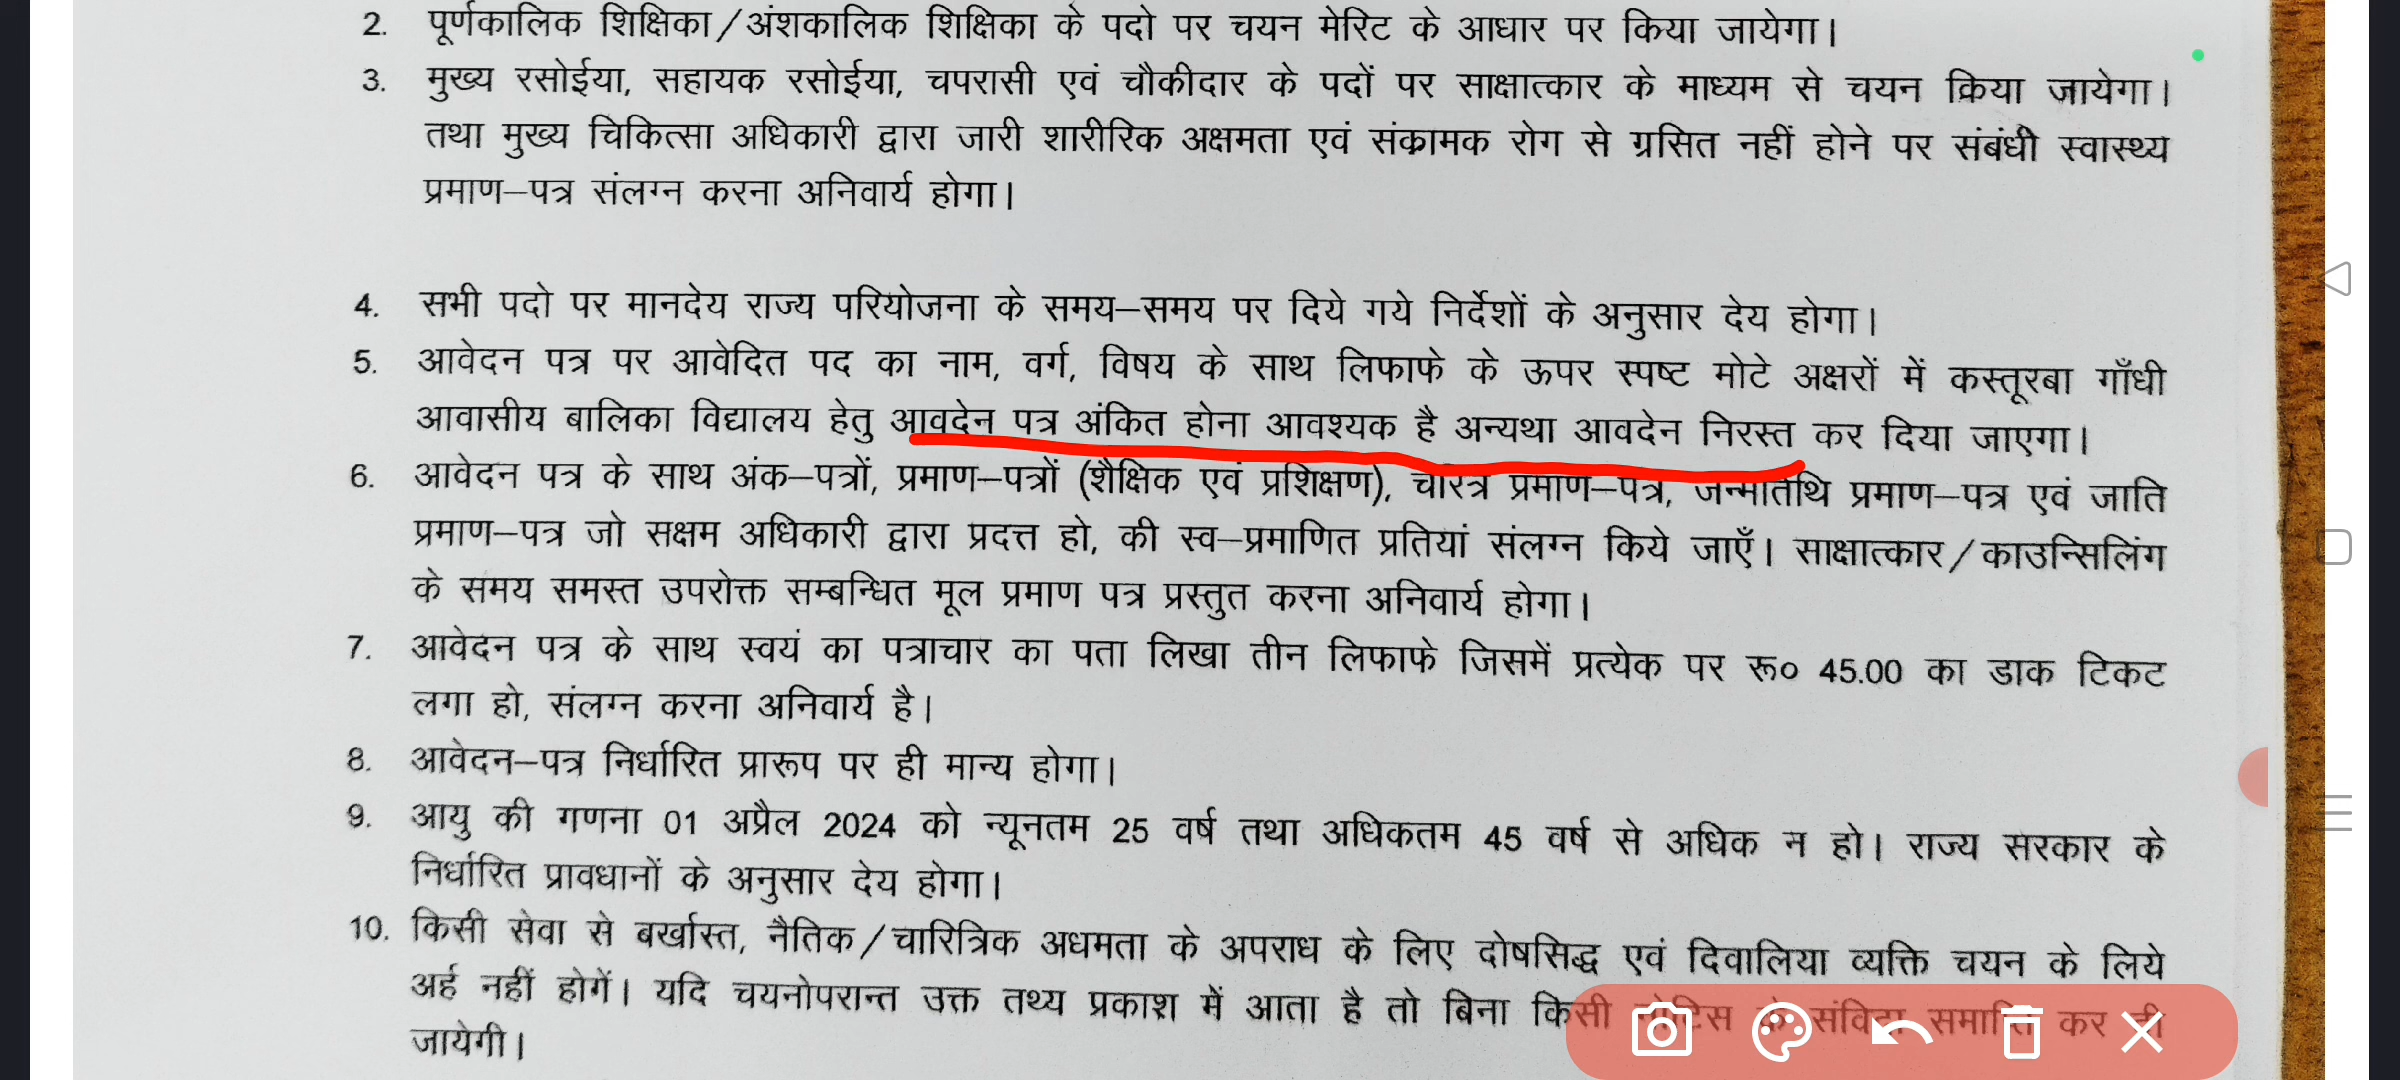 2. पूर्णकालिक शिक्षिका/अंशकालिक शिक्षिका के पदो पर चयन मेरिट के आधार पर किया जायेगा।
3. मुख्य रसोईया, सहायक रसोईया, चपरासी एवं चौकीदार के पदों पर साक्षात्कार के माध्यम से चयन किया जायेगा।
तथा मुख्य चिकित्सा अधिकारी द्वारा जारी शारीरिक अक्षमता एवं संक्रामक रोग से ग्रसित नहीं होने पर संबंधी स्वास्थ्य
प्रमाण–पत्र संलग्न करना अनिवार्य होगा।
4. सभी पदो पर मानदेय राज्य परियोजना के समय–समय पर दिये गये निर्देशों के अनुसार देय होगा।
5. आवेदन पत्र पर आवेदित पद का नाम, वर्ग, विषय के साथ लिफाफे के ऊपर स्पष्ट मोटे अक्षरों में कस्तूरबा गाँधी
आवासीय बालिका विद्यालय हेतु आवदेन पत्र अंकित होना आवश्यक है अन्यथा आवदेन निरस्त कर दिया जाएगा।
6. आवेदन पत्र के साथ अंक–पत्रों, प्रमाण–पत्रों (शैक्षिक एवं प्रशिक्षण), चरित्र प्रमाण–पत्र, जन्मतिथि प्रमाण–पत्र एवं जाति
प्रमाण–पत्र जो सक्षम अधिकारी द्वारा प्रदत्त हो, की स्व–प्रमाणित प्रतियां संलग्न किये जाएँ। साक्षात्कार/काउन्सिलिंग
के समय समस्त उपरोक्त सम्बन्धित मूल प्रमाण पत्र प्रस्तुत करना अनिवार्य होगा।
7. आवेदन पत्र के साथ स्वयं का पत्राचार का पता लिखा तीन लिफाफे जिसमें प्रत्येक पर रू० 45.00 का डाक टिकट
लगा हो, संलग्न करना अनिवार्य है।
8. आवेदन–पत्र निर्धारित प्रारूप पर ही मान्य होगा।
9. आयु की गणना 01 अप्रैल 2024 को न्यूनतम 25 वर्ष तथा अधिकतम 45 वर्ष से अधिक न हो। राज्य सरकार के
निर्धारित प्रावधानों के अनुसार देय होगा।
10. किसी सेवा से बर्खास्त, नैतिक/चारित्रिक अधमता के अपराध के लिए दोषसिद्ध एवं दिवालिया व्यक्ति चयन के लिये
अर्ह नहीं होगें। यदि चयनोपरान्त उक्त तथ्य प्रकाश में आता है तो बिना किसी नोटिस के संविदा समाप्ति कर दी
जायेगी।